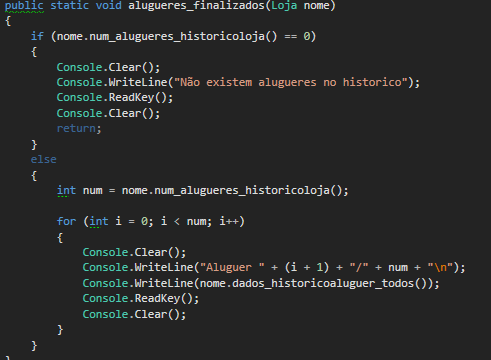 public static void alugueres_finalizados(Loja nome)
{
if (nome.num_alugueres_historicoloja() == 0)
{
Console.Clear();
Console.WriteLine("Não existem alugueres no historico");
Console.ReadKey();
Console.Clear();
return;
}
else
{
int num = nome.num_alugueres_historicoloja();
for (int i = 0; i < num; i++)
{
Console.Clear();
Console.WriteLine("Aluguer " + (i + 1) + "/" + num + "\n");
Console.WriteLine(nome.dados_historicoaluguer_todos());
Console.ReadKey();
Console.Clear();
}
}
}